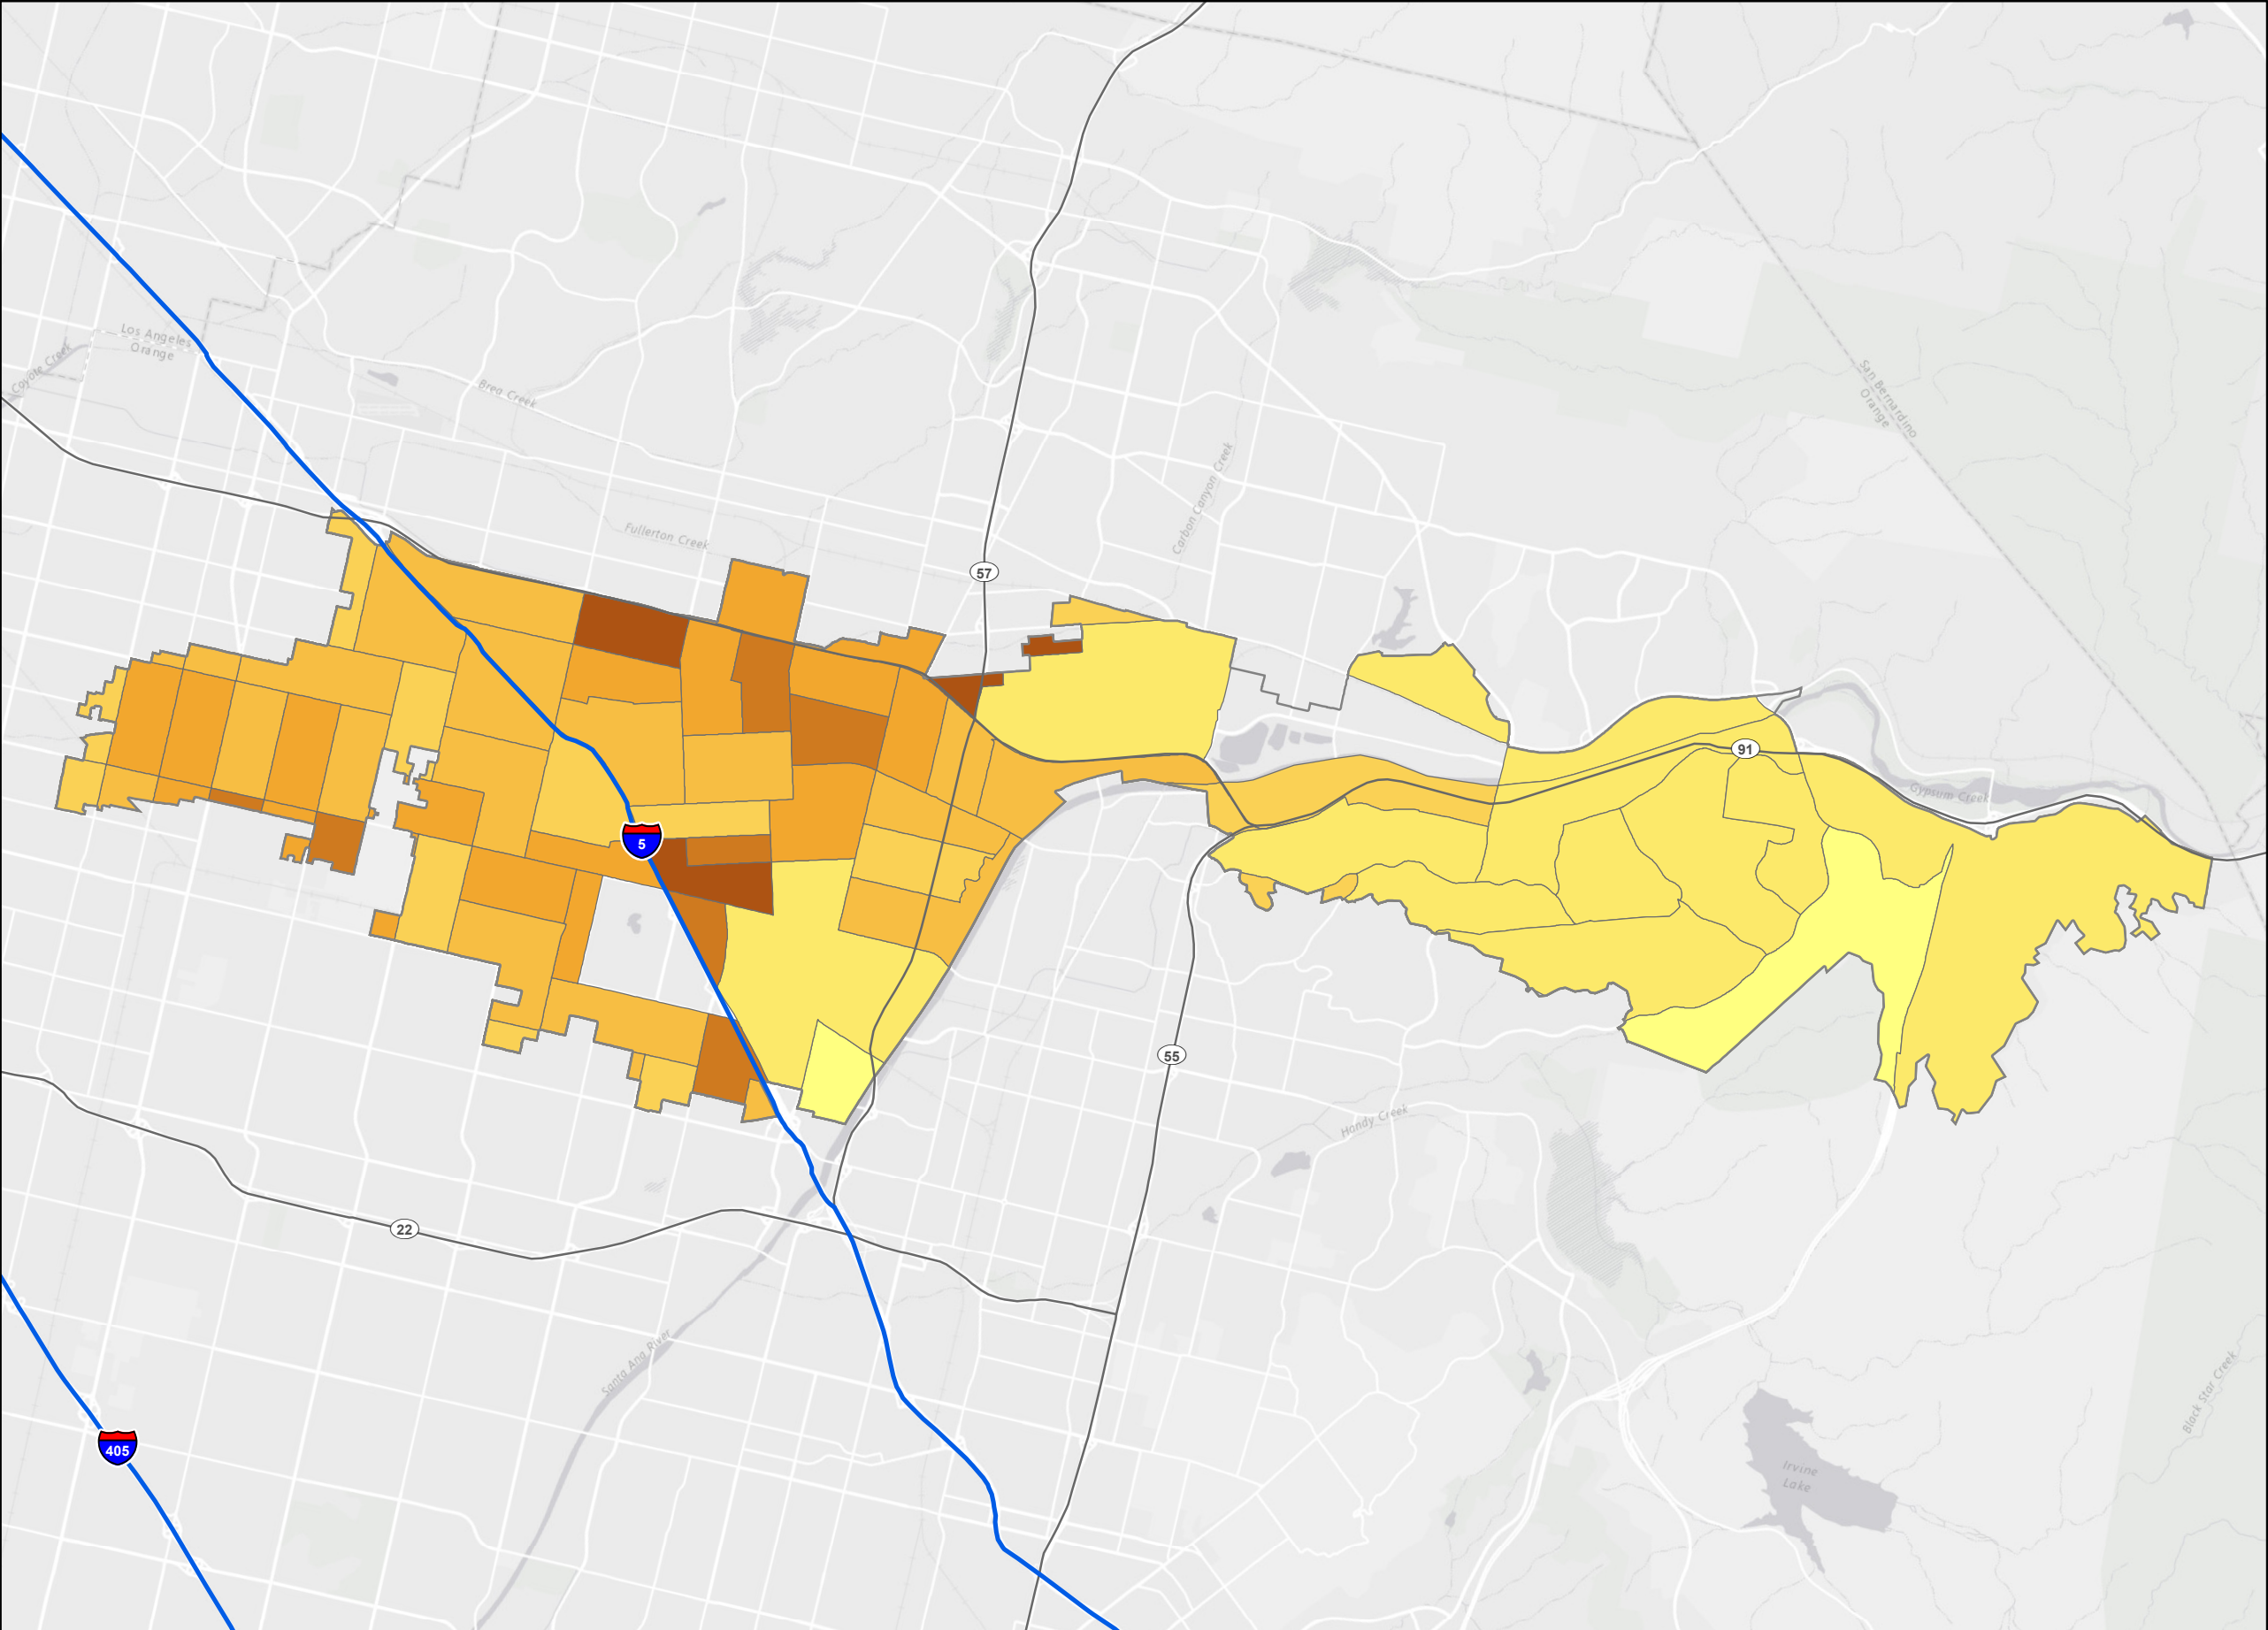 Los Angeles
Orange
Coyote Creek
Brea Creek
San Bernardino
Orange
Carbon Canyon Creek
Fullerton Creek
57
91
Gypsum Creek
5
55
Handy Creek
22
Santa Ana River
Black Star Creek
405
Irvine
Lake